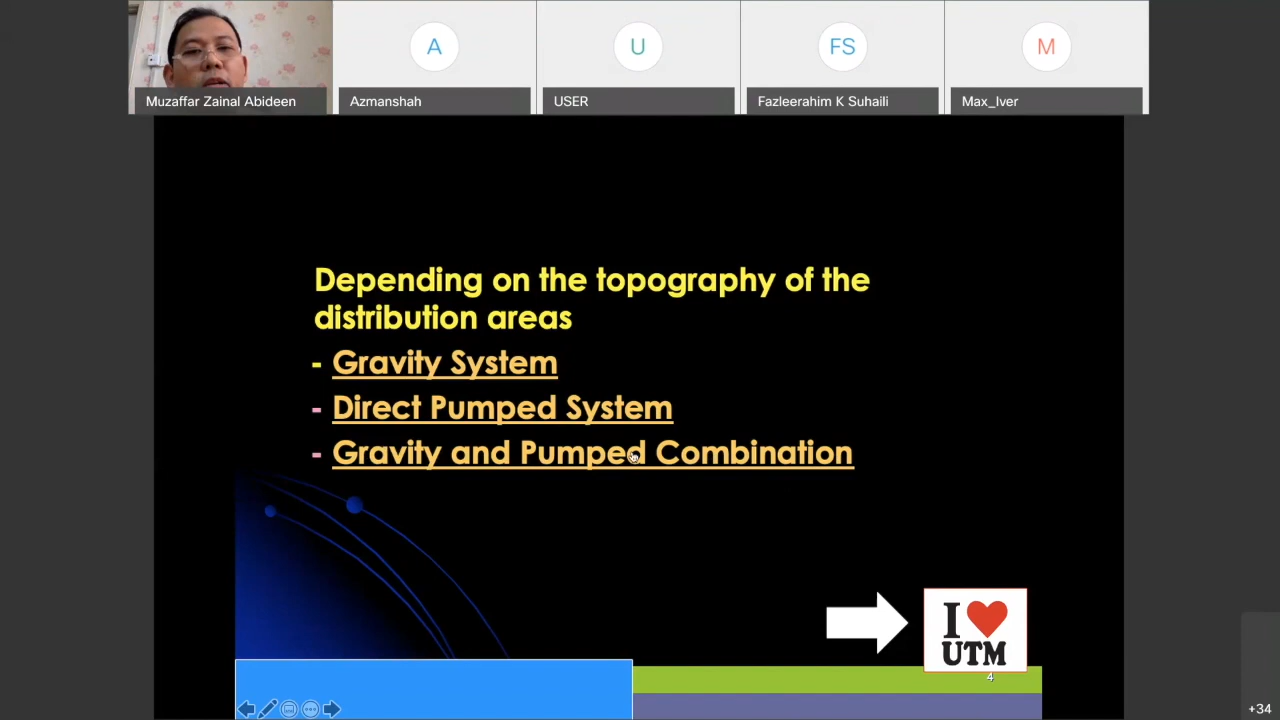 A
U
FS
M
Muzaffar Zainal Abideen
Azmanshah
USER
Fazleerahim K Suhaili
Max_Iver
Depending on the topography of the
distribution areas
- Gravity System
- Direct Pumped System
- Gravity and Pumped Combination
I ♥
UTM
4
+34